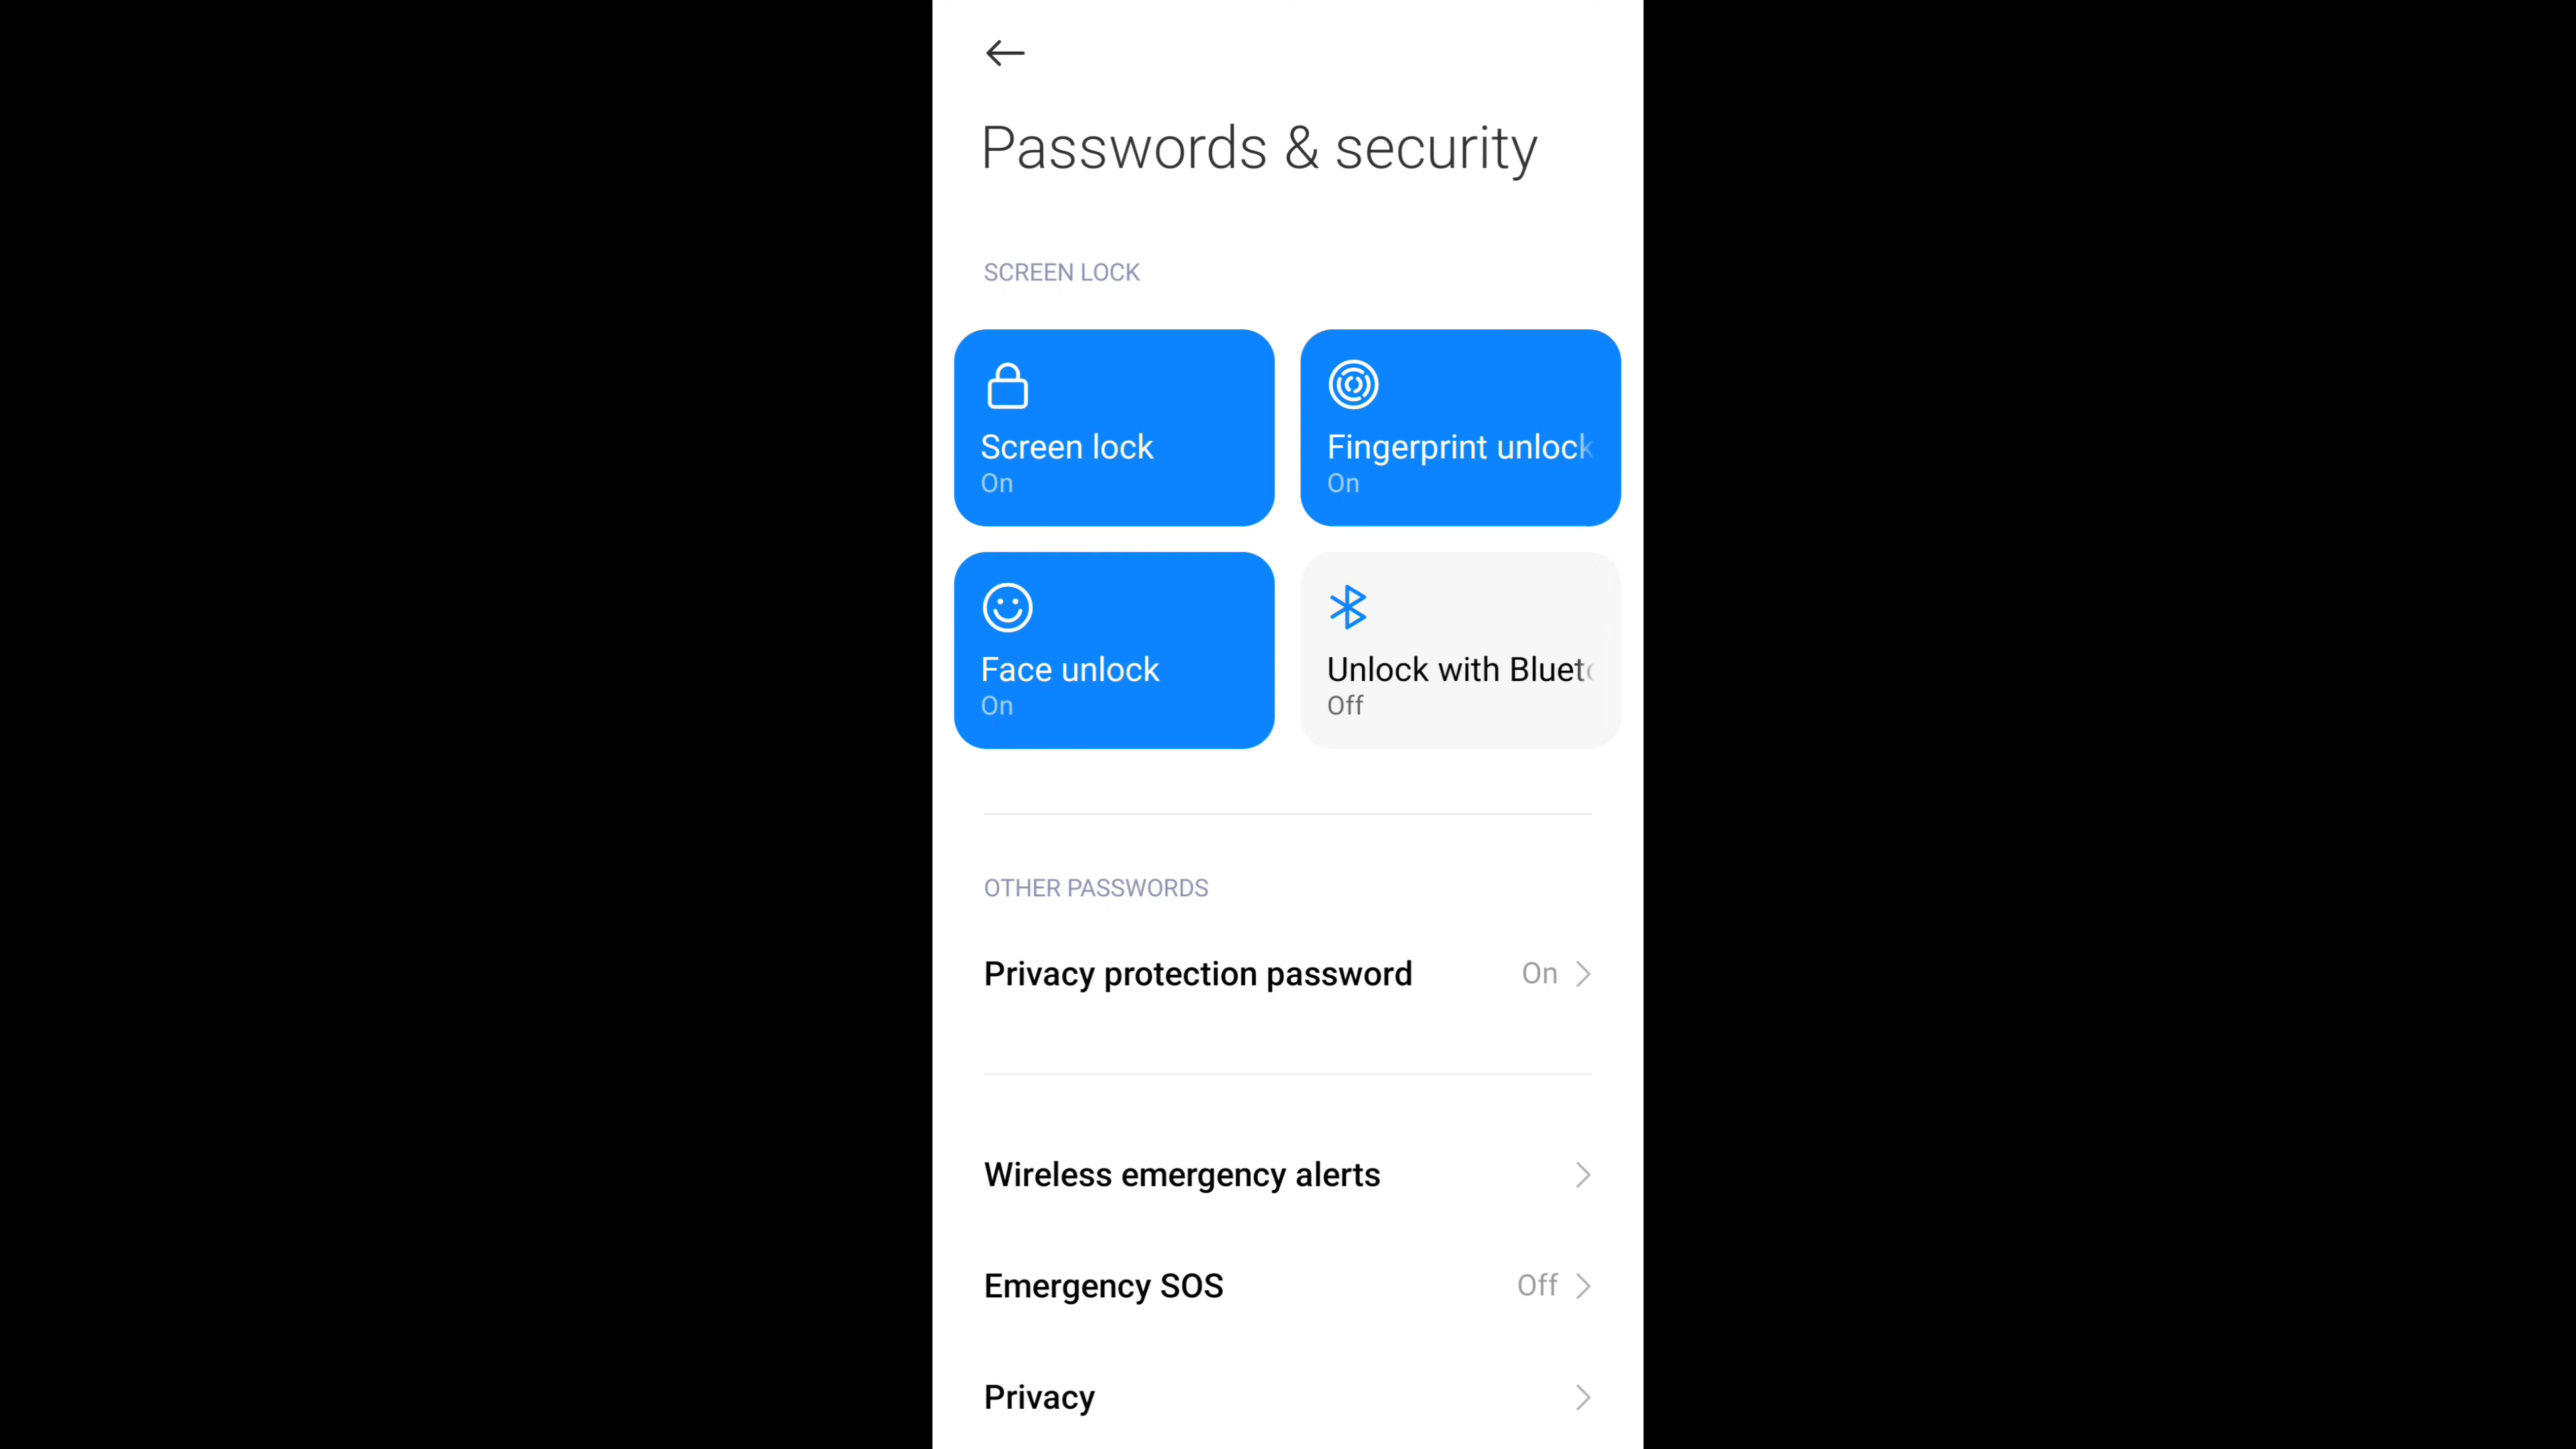 Passwords & security
SCREEN LOCK
Screen lock
On
Fingerprint unlock
On
Face unlock
On
Unlock with Blueto
Off
OTHER PASSWORDS
Privacy protection password
On
Wireless emergency alerts
Emergency SOS
Off
Privacy